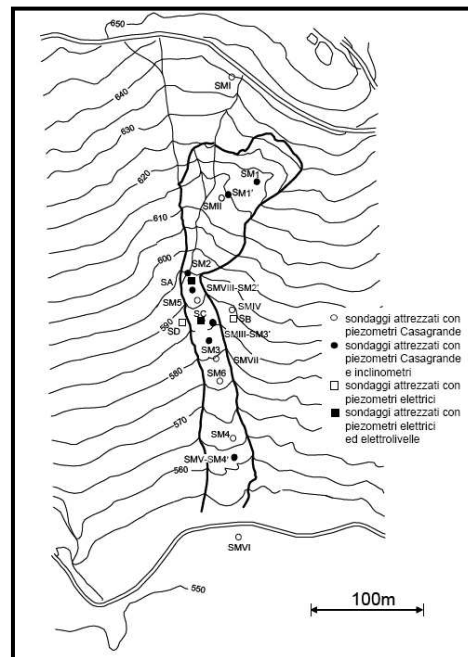 650
SMI
640
630
620
SM1
SM1'
SMII
610
600
SM2
SA
SMVIII-SM2'
SM5
SMIV
590
SC
SB
SD
SMIII-SM3'
SM3
SMVII
580
SM6
570
SM4
SMV-SM4'
560
SMVI
550
sondaggi attrezzati con
piezometri Casagrande
sondaggi attrezzati con
piezometri Casagrande
e inclinometri
sondaggi attrezzati con
piezometri elettrici
sondaggi attrezzati con
piezometri elettrici
ed elettrolivelle
100m